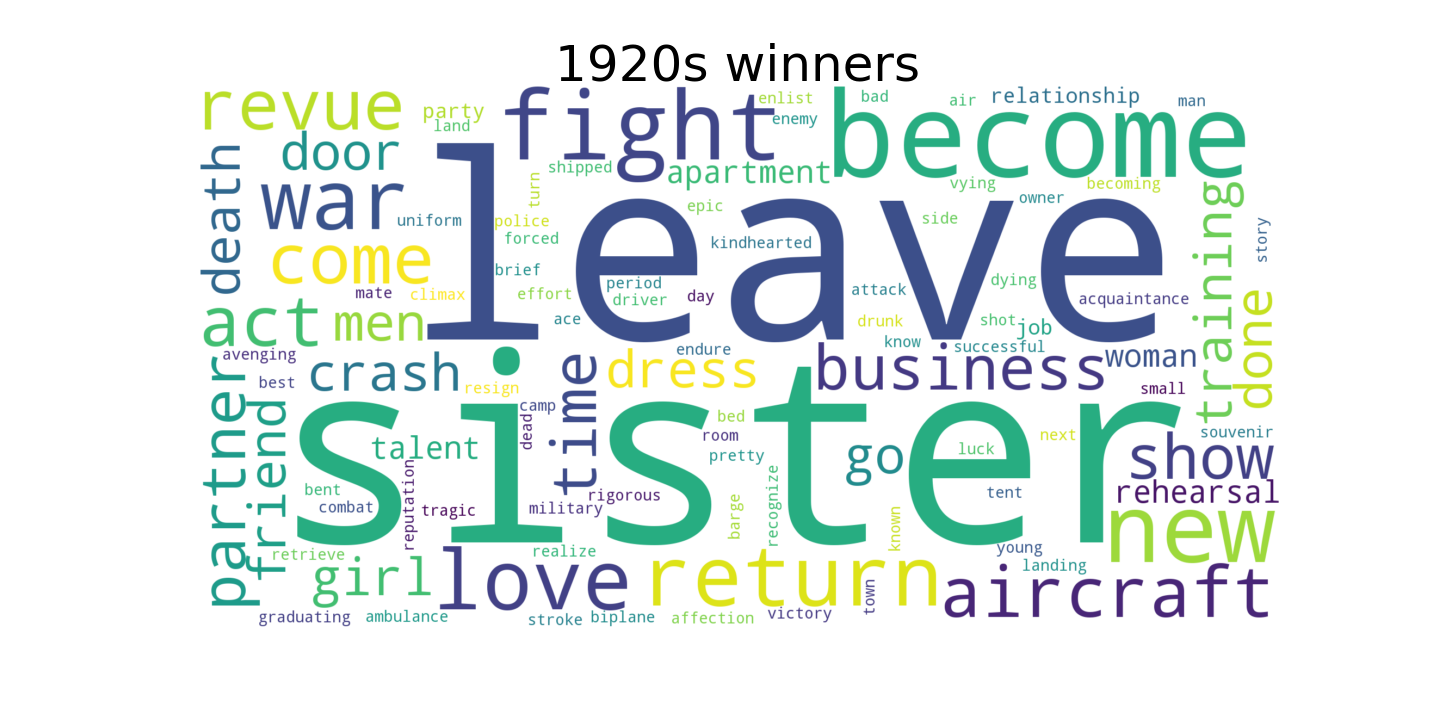 1920s winners
revue
party
land
fight
enlist
enemy
bad
air
relationship
man
become
door
death
war
uniform
leave
turn
shipped
apartment
vying
becoming
owner
training
story
police
forced
epic
side
kindhearted
come
brief
mate
climax
effort
period
driver
day
attack
dying
acquaintance
act
men
ace
drunk
shot
job
done
know
successful
avenging
partner
best
crash
resign
time
dress
endure
business
woman
small
friend
sister
camp
dead
talent
bed
room
pretty
go
luck
next
souvenir
show
bent
combat
reputation
tragic
military
rigorous
barge
recognize
tent
rehearsal
new
known
retrieve
girl
love
realize
return
young
landing
aircraft
graduating
ambulance
stroke
biplane
affection
victory
town